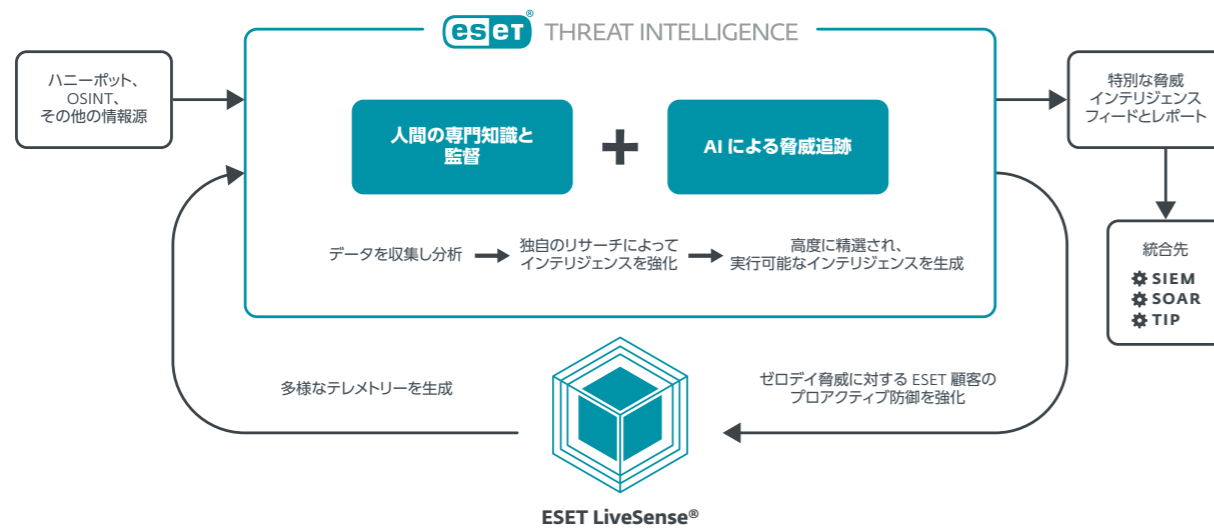 eset® THREAT INTELLIGENCE
ハニーポット、
OSINT、
その他の情報源
人間の専門知識と
監督
+
AI による脅威追跡
データを収集し分析
独自のリサーチによって
インテリジェンスを強化
高度に精選され、
実行可能なインテリジェンスを生成
特別な脅威
インテリジェンス
フィードとレポート
統合先
SIEM
SOAR
TIP
多様なテレメトリーを生成
ゼロデイ脅威に対する ESET 顧客の
プロアクティブ防御を強化
ESET LiveSense®